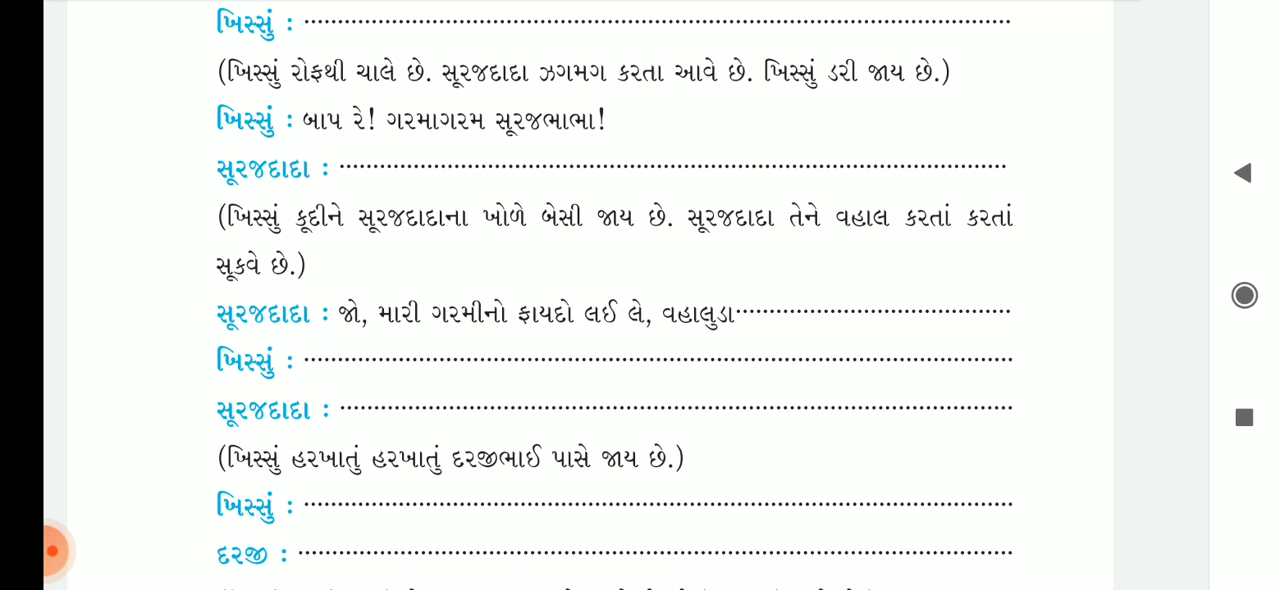 ખિસ્સું : ........................................................................................................
(ખિસ્સું રોફથી ચાલે છે. સૂરજદાદા ઝગમગ કરતા આવે છે. ખિસ્સું ડરી જાય છે.)
ખિસ્સું : બાપ રે! ગરમાગરમ સૂરજભાભા!
સૂરજદાદા : ..................................................................................................
(ખિસ્સું કૂદીને સૂરજદાદાના ખોળે બેસી જાય છે. સૂરજદાદા તેને વહાલ કરતાં કરતાં
સૂકવે છે.)
સૂરજદાદા : જો, મારી ગરમીનો ફાયદો લઈ લે, વહાલુડા.........................................
ખિસ્સું : ........................................................................................................
સૂરજદાદા : ..................................................................................................
(ખિસ્સું હરખાતું હરખાતું દરજીભાઈ પાસે જાય છે.)
ખિસ્સું : ........................................................................................................
દરજી : .........................................................................................................